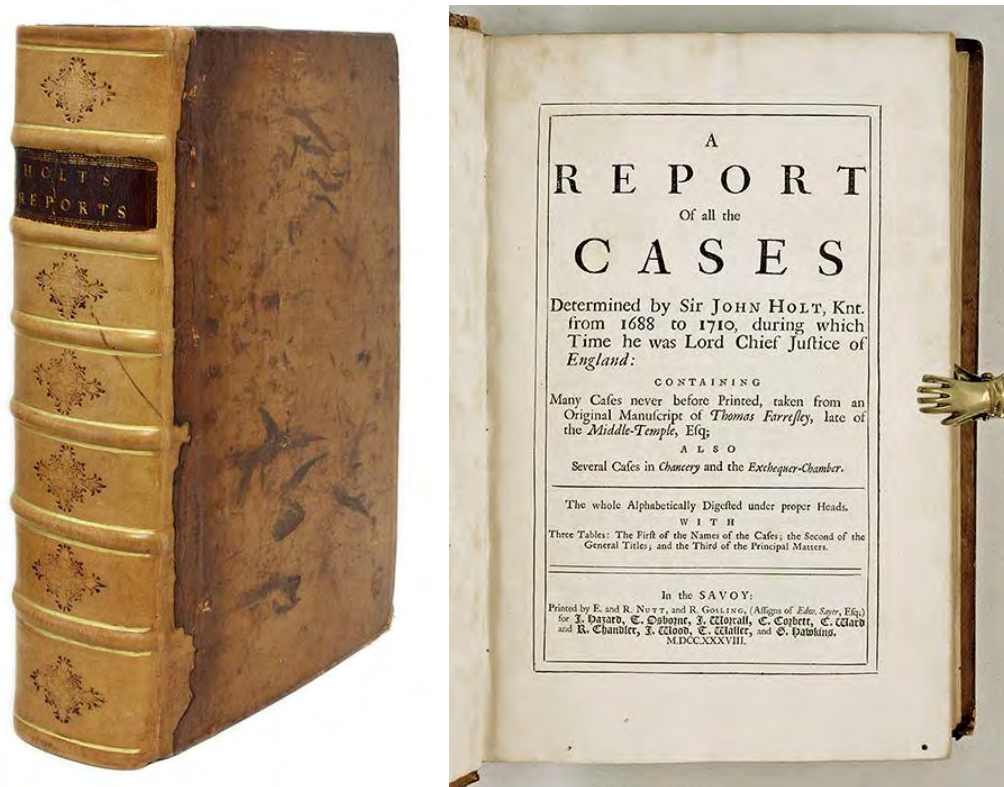 HOLT'S
REPORTS
A
REPORT
Of all the
CASES
Determined by Sir JOHN HOLT, Knt.
from 1688 to 1710, during which
Time he was Lord Chief Juſtice of
England:
CONTAINING
Many Caſes never before Printed, taken from an
Original Manuſcript of Thomas Farreſley, late of
the Middle-Temple, Eſq;
ALSO
Several Caſes in Chancery and the Exchequer-Chamber.
The whole Alphabetically Digeſted under proper Heads.
WITH
Three Tables: The Firſt of the Names of the Caſes; the Second of the
General Titles; and the Third of the Principal Matters.
In the SAVOY:
Printed by E. and R. NUTT, and R. GOSLING, (Aſſigns of Edw. Sayer, Eſq;)
for J. Hazard, T. Osborne, J. Worrall, C. Corbett, E. Ward
and R. Chandler, J. Wood, T. Waller, and G. Hawkins.
M.DCC.XXXVIII.